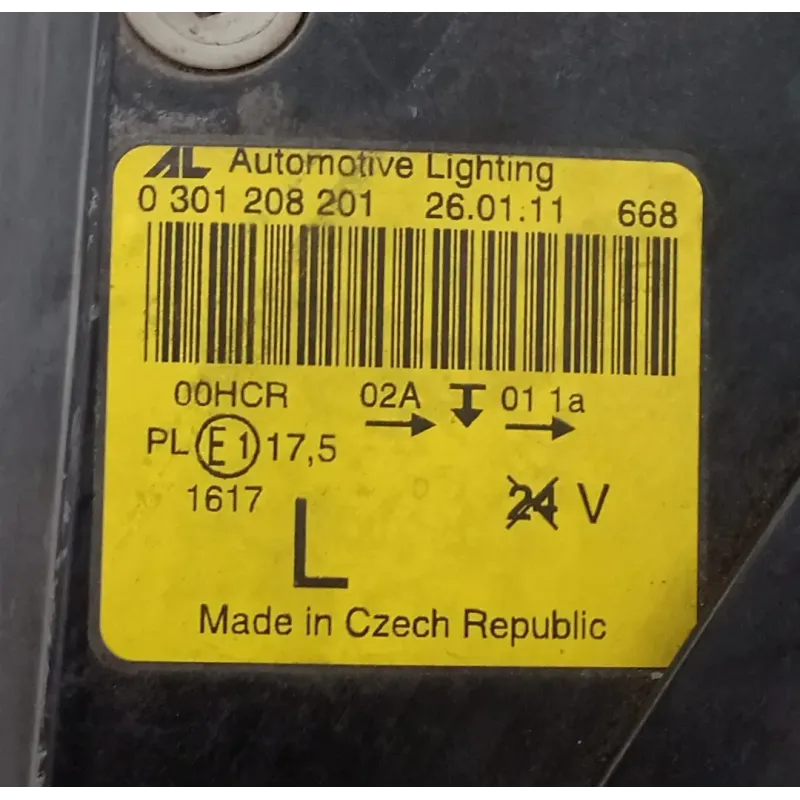 AL Automotive Lighting
0 301 208 201 26.01.11 668
00HCR 02A 01 1a
PL E1 17,5
1617
24 V
L
Made in Czech Republic